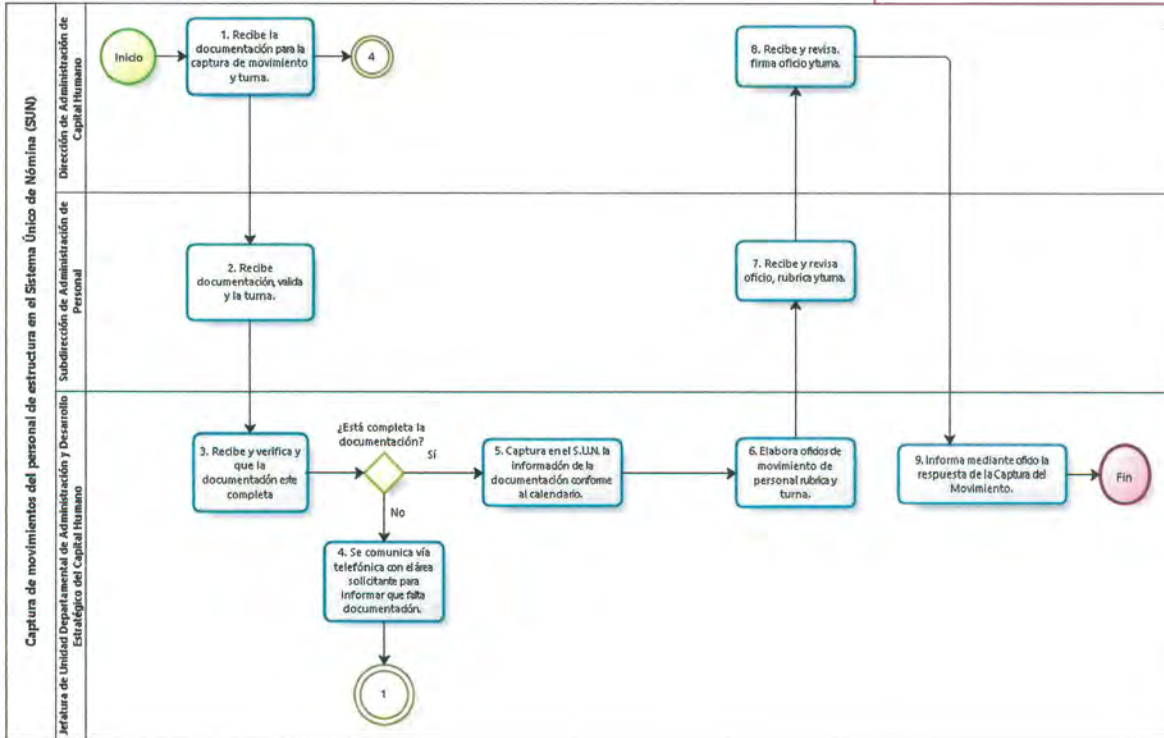 Captura de movimientos del personal de estructura en el Sistema Único de Nómina (SUN)
Dirección de Administración de
Capital Humano
Inicio
1. Recibe la
documentación para la
captura de movimiento
y turna.
4
8. Recibe y revisa,
firma oficio yturna.
Subdirección de Administración de
Personal
2. Recibe
documentación, valida
y la turna.
7. Recibe y revisa
oficio, rubrica yturna.
Jefatura de Unidad Departamental de Administración y Desarrollo
Estratégico del Capital Humano
3. Recibe y verifica y
que la
documentación este
completa
¿Está completa la
documentación?
Sí
No
5. Captura en el S.U.N. la
información de la
documentación conforme
al calendario.
6. Elabora oficios de
movimiento de
personal rubrica y
turna.
9. Informa mediante oficio la
respuesta de la Captura del
Movimiento.
Fin
4. Se comunica vía
telefónica con el área
solicitante para
informar que falta
documentación.
1